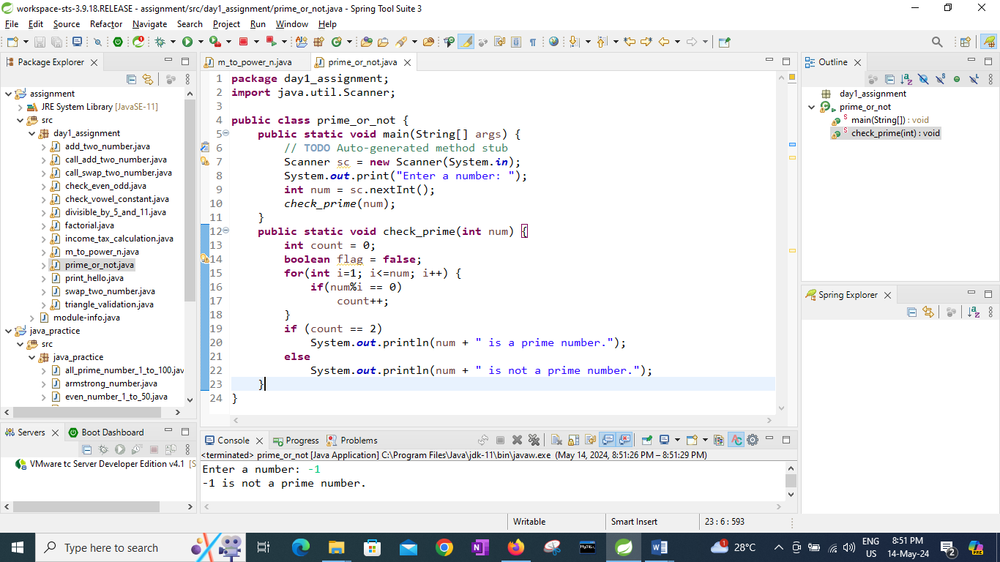 workspace-sts-3.9.18.RELEASE - assignment/src/day1_assignment/prime_or_not.java - Spring Tool Suite 3
File Edit Source Refactor Navigate Search Project Run Window Help
Package Explorer
assignment
JRE System Library [JavaSE-11]
src
day1_assignment
add_two_number.java
call_add_two_number.java
call_swap_two_number.java
check_even_odd.java
check_vowel_constant.java
divisible_by_5_and_11.java
factorial.java
income_tax_calculation.java
m_to_power_n.java
prime_or_not.java
print_hello.java
swap_two_number.java
triangle_validation.java
module-info.java
java_practice
src
java_practice
all_prime_number_1_to_100.jav
armstrong_number.java
even_number_1_to_50.java
Servers Boot Dashboard
VMware tc Server Developer Edition v4.1 [S
m_to_power_n.java prime_or_not.java
1 package day1_assignment;
2 import java.util.Scanner;
3
4 public class prime_or_not {
5 public static void main(String[] args) {
6 // TODO Auto-generated method stub
7 Scanner sc = new Scanner(System.in);
8 System.out.print("Enter a number: ");
9 int num = sc.nextInt();
10 check_prime(num);
11 }
12 public static void check_prime(int num) {
13 int count = 0;
14 boolean flag = false;
15 for(int i=1; i<=num; i++) {
16 if(num%i == 0)
17 count++;
18 }
19 if (count == 2)
20 System.out.println(num + " is a prime number.");
21 else
22 System.out.println(num + " is not a prime number.");
23 }
24 }
Console Progress Problems
<terminated> prime_or_not [Java Application] C:\Program Files\Java\jdk-11\bin\javaw.exe (May 14, 2024, 8:51:26 PM – 8:51:29 PM)
Enter a number: -1
-1 is not a prime number.
Outline
day1_assignment
prime_or_not
main(String[]) : void
check_prime(int) : void
Spring Explorer
Writable Smart Insert 23 : 6 : 593
Type here to search
28°C
ENG
US
8:51 PM
14-May-24